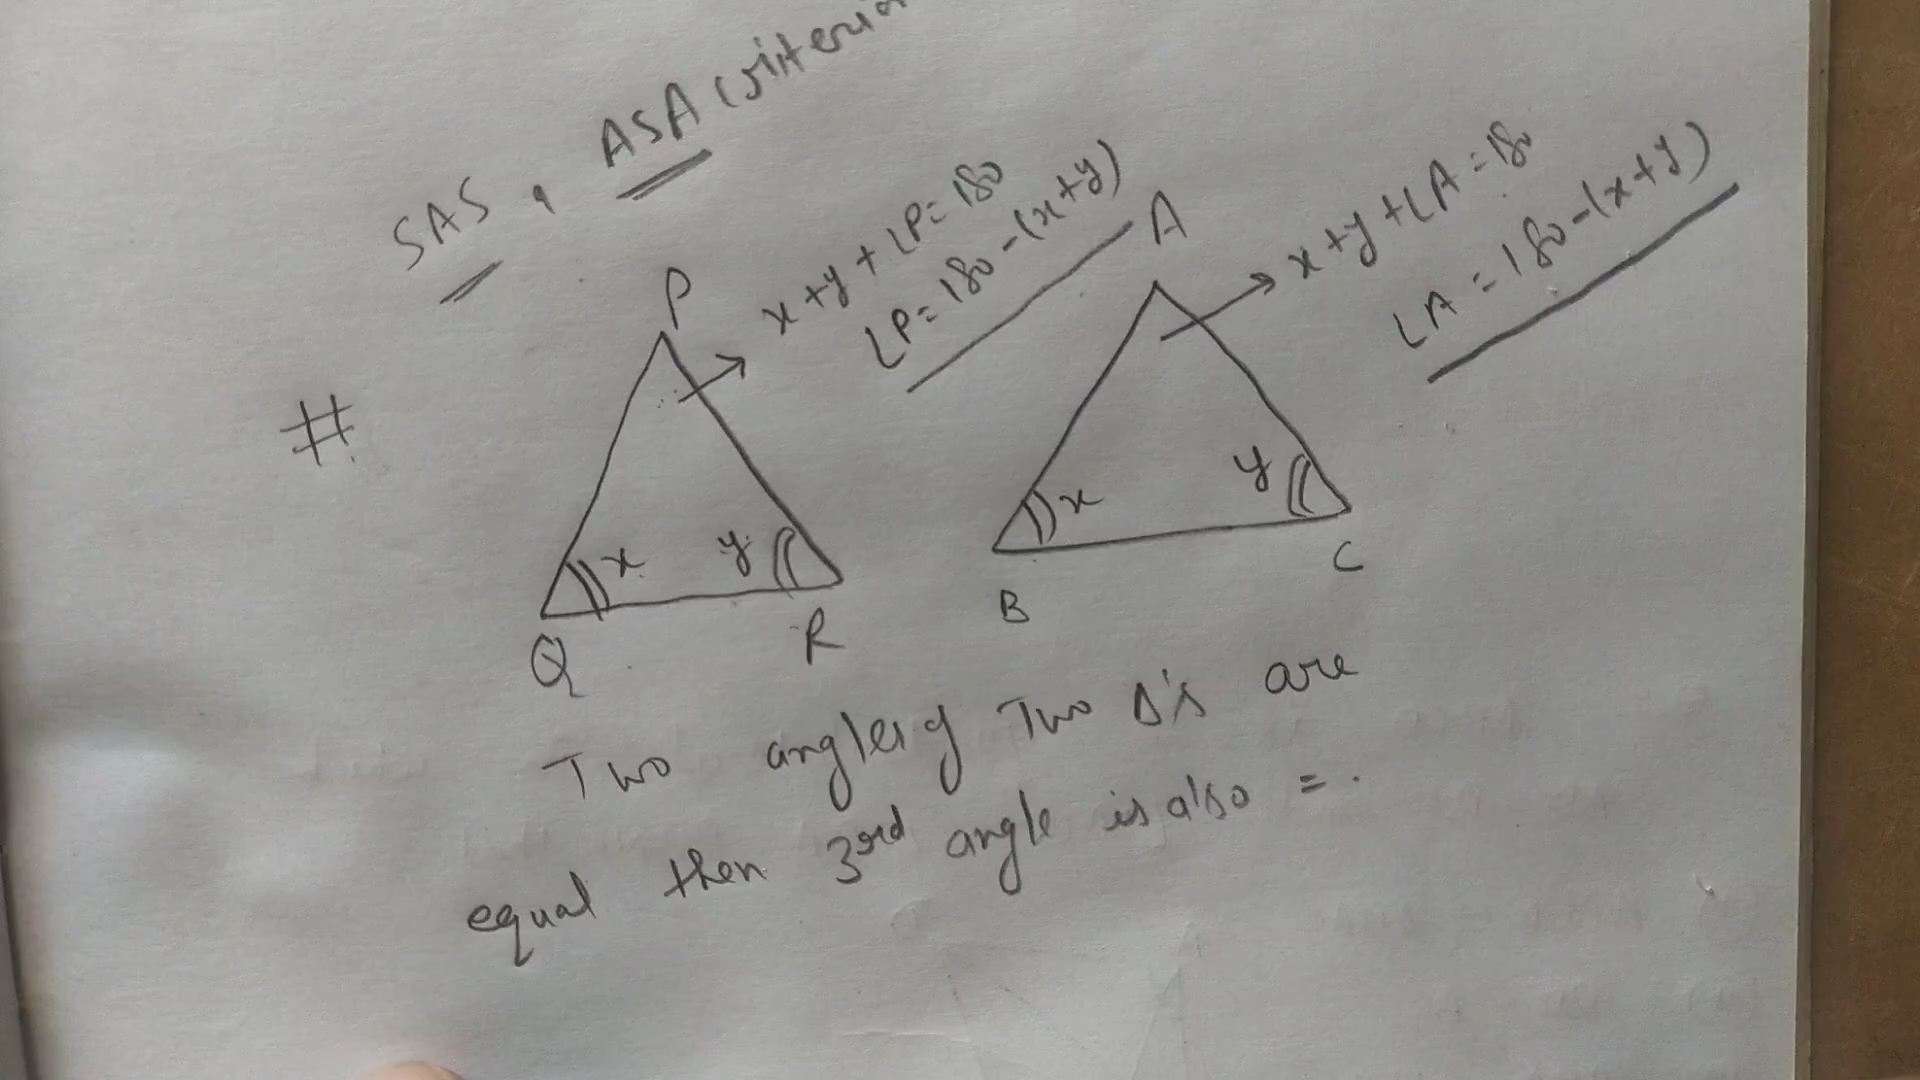 SAS, ASA Criteria
P
x+y+∠P=180
∠P=180-(x+y)
A
x+y+∠A=180
∠A=180-(x+y)
#
x y
Q R
x y
B C
Two angles of Two Δ's are
equal then 3rd angle is also =.